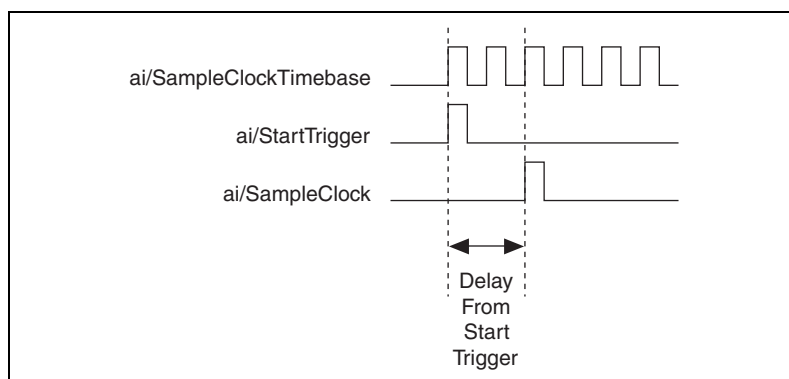 ai/SampleClockTimebase
ai/StartTrigger
ai/SampleClock
Delay
From
Start
Trigger